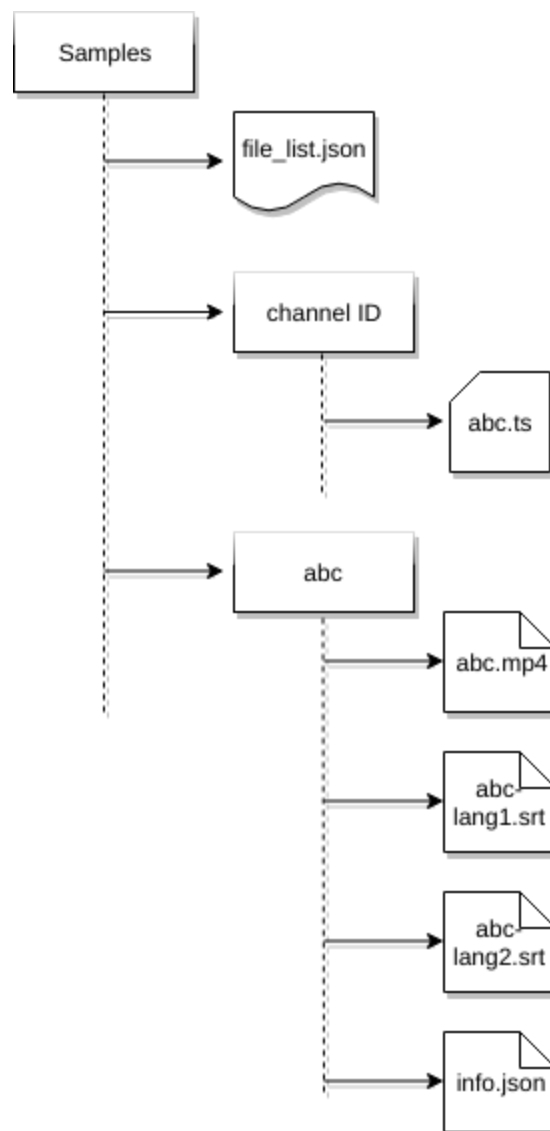 Samples
file_list.json
channel ID
abc.ts
abc
abc.mp4
abc-
lang1.srt
abc-
lang2.srt
info.json